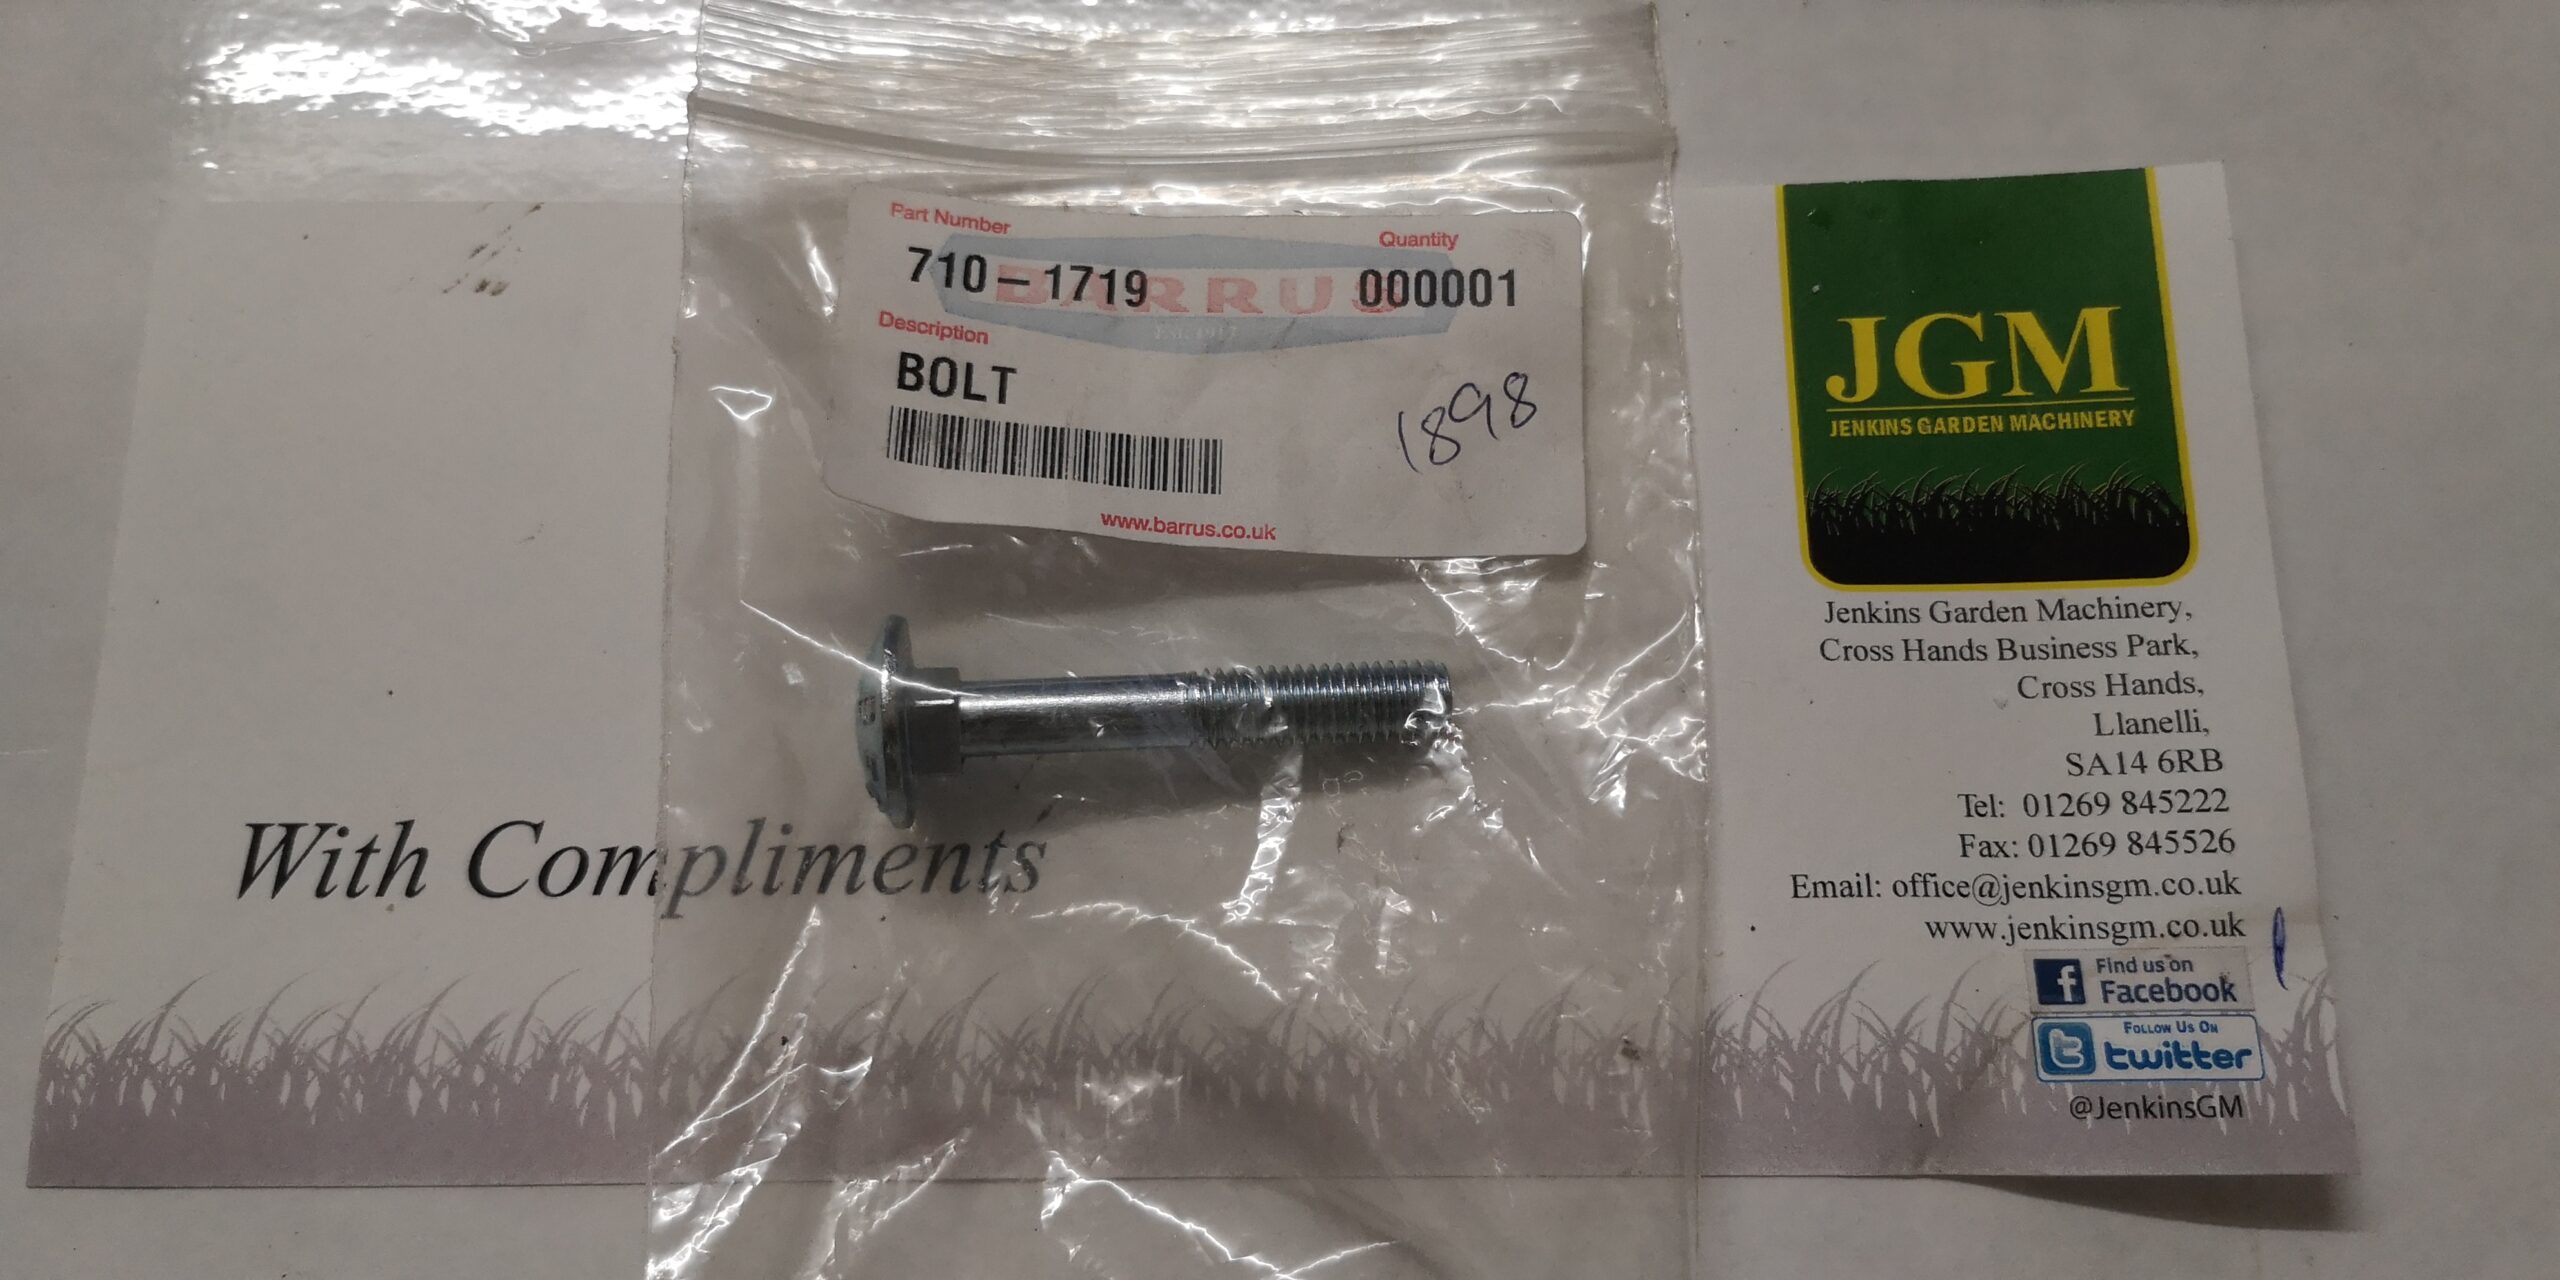 Part Number
Quantity
710-1719
000001
BARRUS
EST. 1917
Description
BOLT
1898
www.barrus.co.uk
With Compliments
JGM
JENKINS GARDEN MACHINERY
Jenkins Garden Machinery,
Cross Hands Business Park,
Cross Hands,
Llanelli,
SA14 6RB
Tel: 01269 845222
Fax: 01269 845526
Email: office@jenkinsgm.co.uk
www.jenkinsgm.co.uk
Find us on
Facebook
Follow Us On
twitter
@JenkinsGM